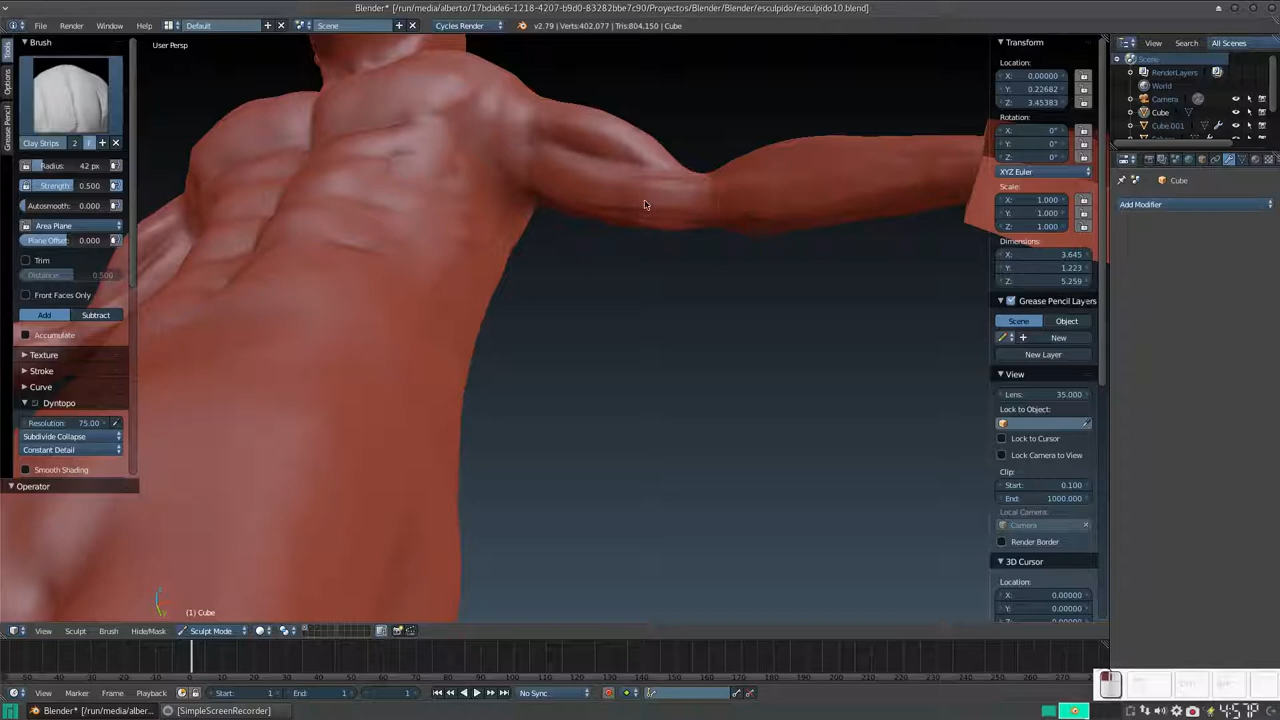 Blender* [/run/media/alberto/17bdade6-1218-4207-b9d0-83282bbe7c90/Proyectos/Blender/Blender/esculpido/esculpido10.blend]
File Render Window Help Default Scene Cycles Render v2.79 | Verts:402,077 | Tris:804,150 | Cube
View Search All Scenes
Brush
User Persp
Transform
Scene
RenderLayers
World
Camera
Cube
Cube.001
Tools
Options
Grease Pencil
Location:
X: 0.00000
Y: 0.22682
Z: 3.45383
Rotation:
X: 0°
Y: 0°
Z: 0°
XYZ Euler
Scale:
X: 1.000
Y: 1.000
Z: 1.000
Dimensions:
X: 3.645
Y: 1.223
Z: 5.259
Cube
Add Modifier
Clay Strips 2 F
Radius: 42 px
Strength: 0.500
Autosmooth: 0.000
Area Plane
Plane Offset: 0.000
Trim
Distance: 0.500
Front Faces Only
Add Subtract
Accumulate
Texture
Stroke
Curve
Dyntopo
Resolution: 75.00
Subdivide Collapse
Constant Detail
Smooth Shading
Operator
Grease Pencil Layers
Scene Object
New
New Layer
View
Lens: 35.000
Lock to Object:
Lock to Cursor
Lock Camera to View
Clip:
Start: 0.100
End: 1000.000
Local Camera:
Camera
Render Border
3D Cursor
Location:
X: 0.00000
Y: 0.00000
(1) Cube
View Sculpt Brush Hide/Mask Sculpt Mode
View Marker Frame Playback Start: 1 End: 1 1 No Sync
Blender* [/run/media/alber... [SimpleScreenRecorder]